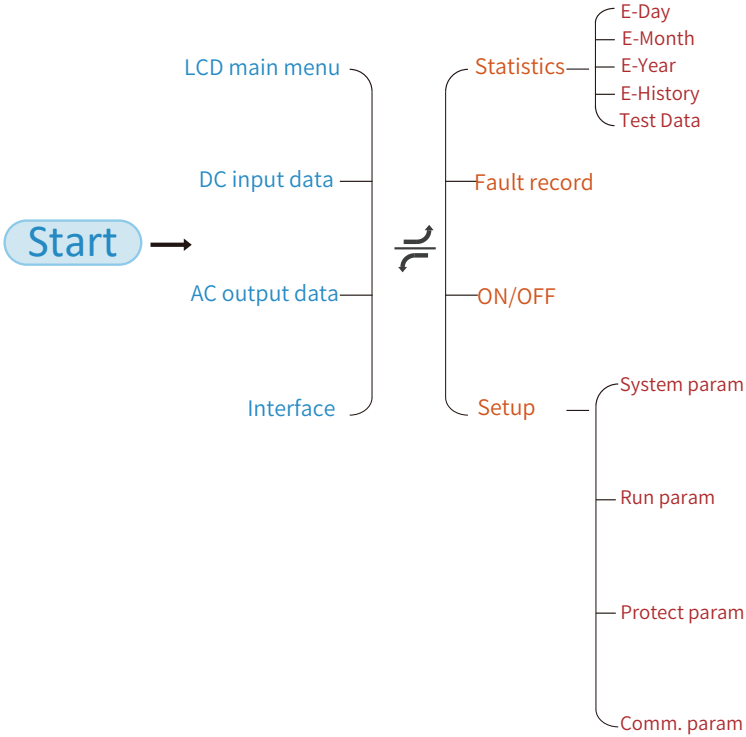 Start
LCD main menu
DC input data
AC output data
Interface
Statistics
Fault record
ON/OFF
Setup
E-Day
E-Month
E-Year
E-History
Test Data
System param
Run param
Protect param
Comm. param